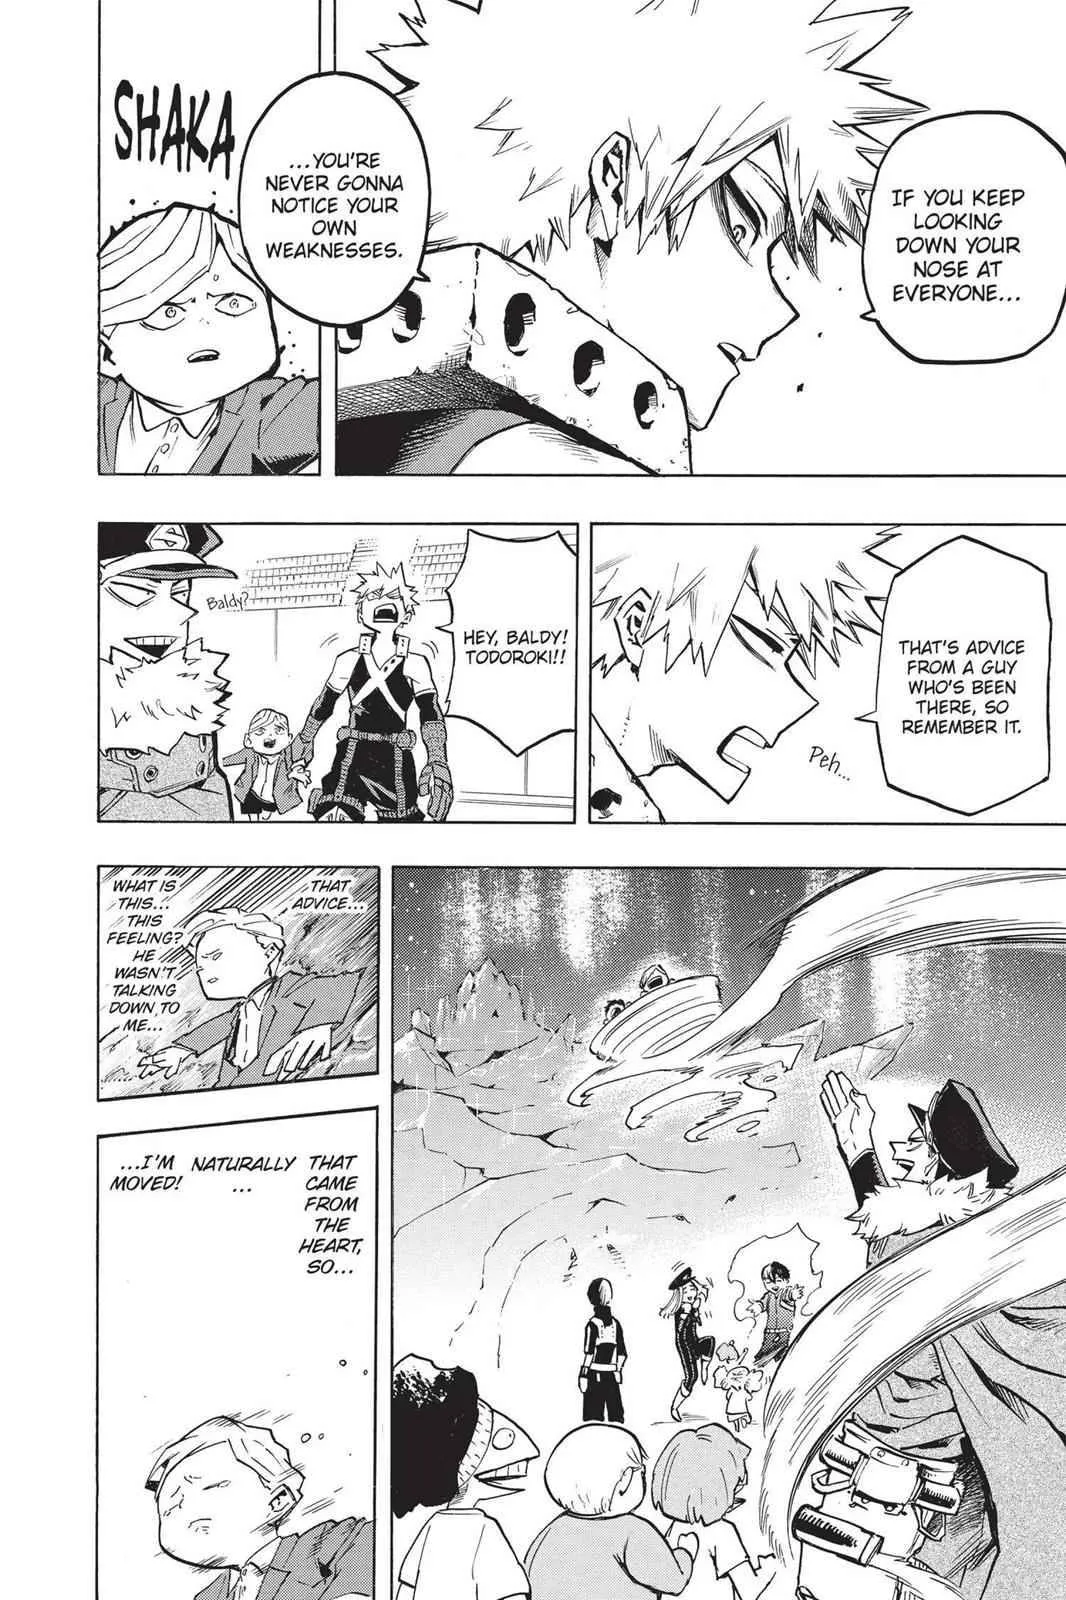 IF YOU KEEP
LOOKING
DOWN YOUR
NOSE AT
EVERYONE...
...YOU'RE
NEVER GONNA
NOTICE YOUR
OWN
WEAKNESSES.
SHAKA
THAT'S ADVICE
FROM A GUY
WHO'S BEEN
THERE, SO
REMEMBER IT.
Peh...
HEY, BALDY!
TODOROKI!!
Baldy?
THAT
ADVICE...
WHAT IS
THIS...
THIS
FEELING?
HE
WASN'T
TALKING
DOWN TO
ME...
THAT
CAME
FROM
THE
HEART,
SO...
NATURALLY
...
...I'M
MOVED!